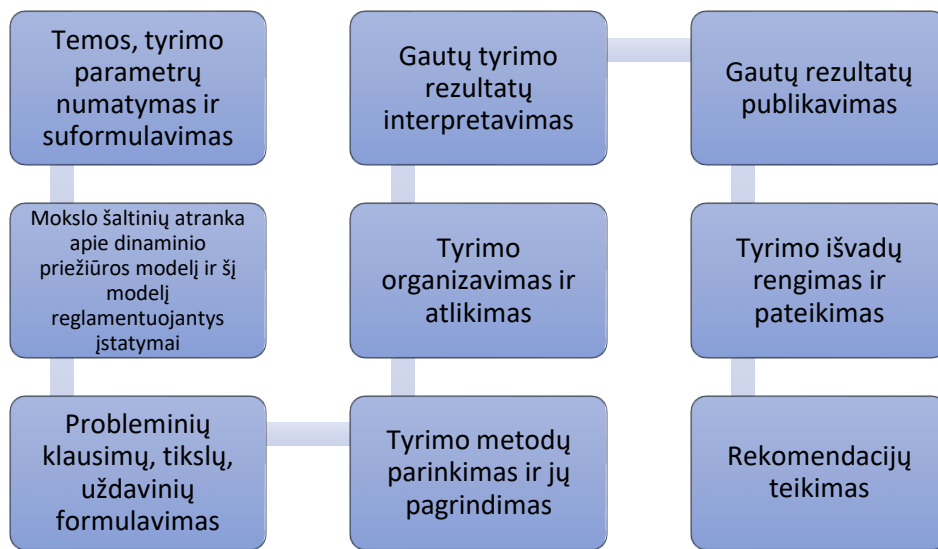 Temos, tyrimo
parametrų
numatymas ir
suformulavimas
Mokslo šaltinių atranka
apie dinaminio
priežiūros modelį ir šį
modelį
reglamentuojantys
įstatymai
Probleminių
klausimų, tikslų,
uždavinių
formulavimas
Tyrimo metodų
parinkimas ir jų
pagrindimas
Tyrimo
organizavimas ir
atlikimas
Gautų tyrimo
rezultatų
interpretavimas
Gautų rezultatų
publikavimas
Tyrimo išvadų
rengimas ir
pateikimas
Rekomendacijų
teikimas